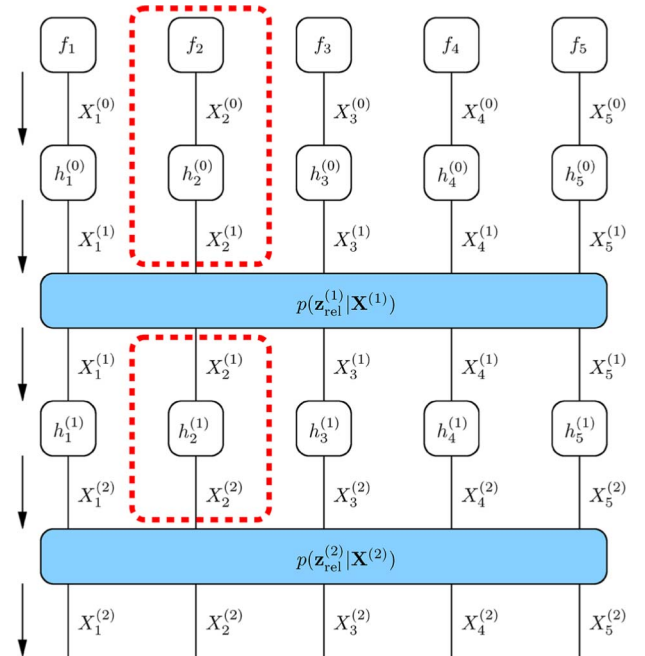 f₁ f₂ f₃ f₄ f₅
X₁⁽⁰⁾ X₂⁽⁰⁾ X₃⁽⁰⁾ X₄⁽⁰⁾ X₅⁽⁰⁾
h₁⁽⁰⁾ h₂⁽⁰⁾ h₃⁽⁰⁾ h₄⁽⁰⁾ h₅⁽⁰⁾
X₁⁽¹⁾ X₂⁽¹⁾ X₃⁽¹⁾ X₄⁽¹⁾ X₅⁽¹⁾
p(𝐳_rel⁽¹⁾|𝐗⁽¹⁾)
X₁⁽¹⁾ X₂⁽¹⁾ X₃⁽¹⁾ X₄⁽¹⁾ X₅⁽¹⁾
h₁⁽¹⁾ h₂⁽¹⁾ h₃⁽¹⁾ h₄⁽¹⁾ h₅⁽¹⁾
X₁⁽²⁾ X₂⁽²⁾ X₃⁽²⁾ X₄⁽²⁾ X₅⁽²⁾
p(𝐳_rel⁽²⁾|𝐗⁽²⁾)
X₁⁽²⁾ X₂⁽²⁾ X₃⁽²⁾ X₄⁽²⁾ X₅⁽²⁾